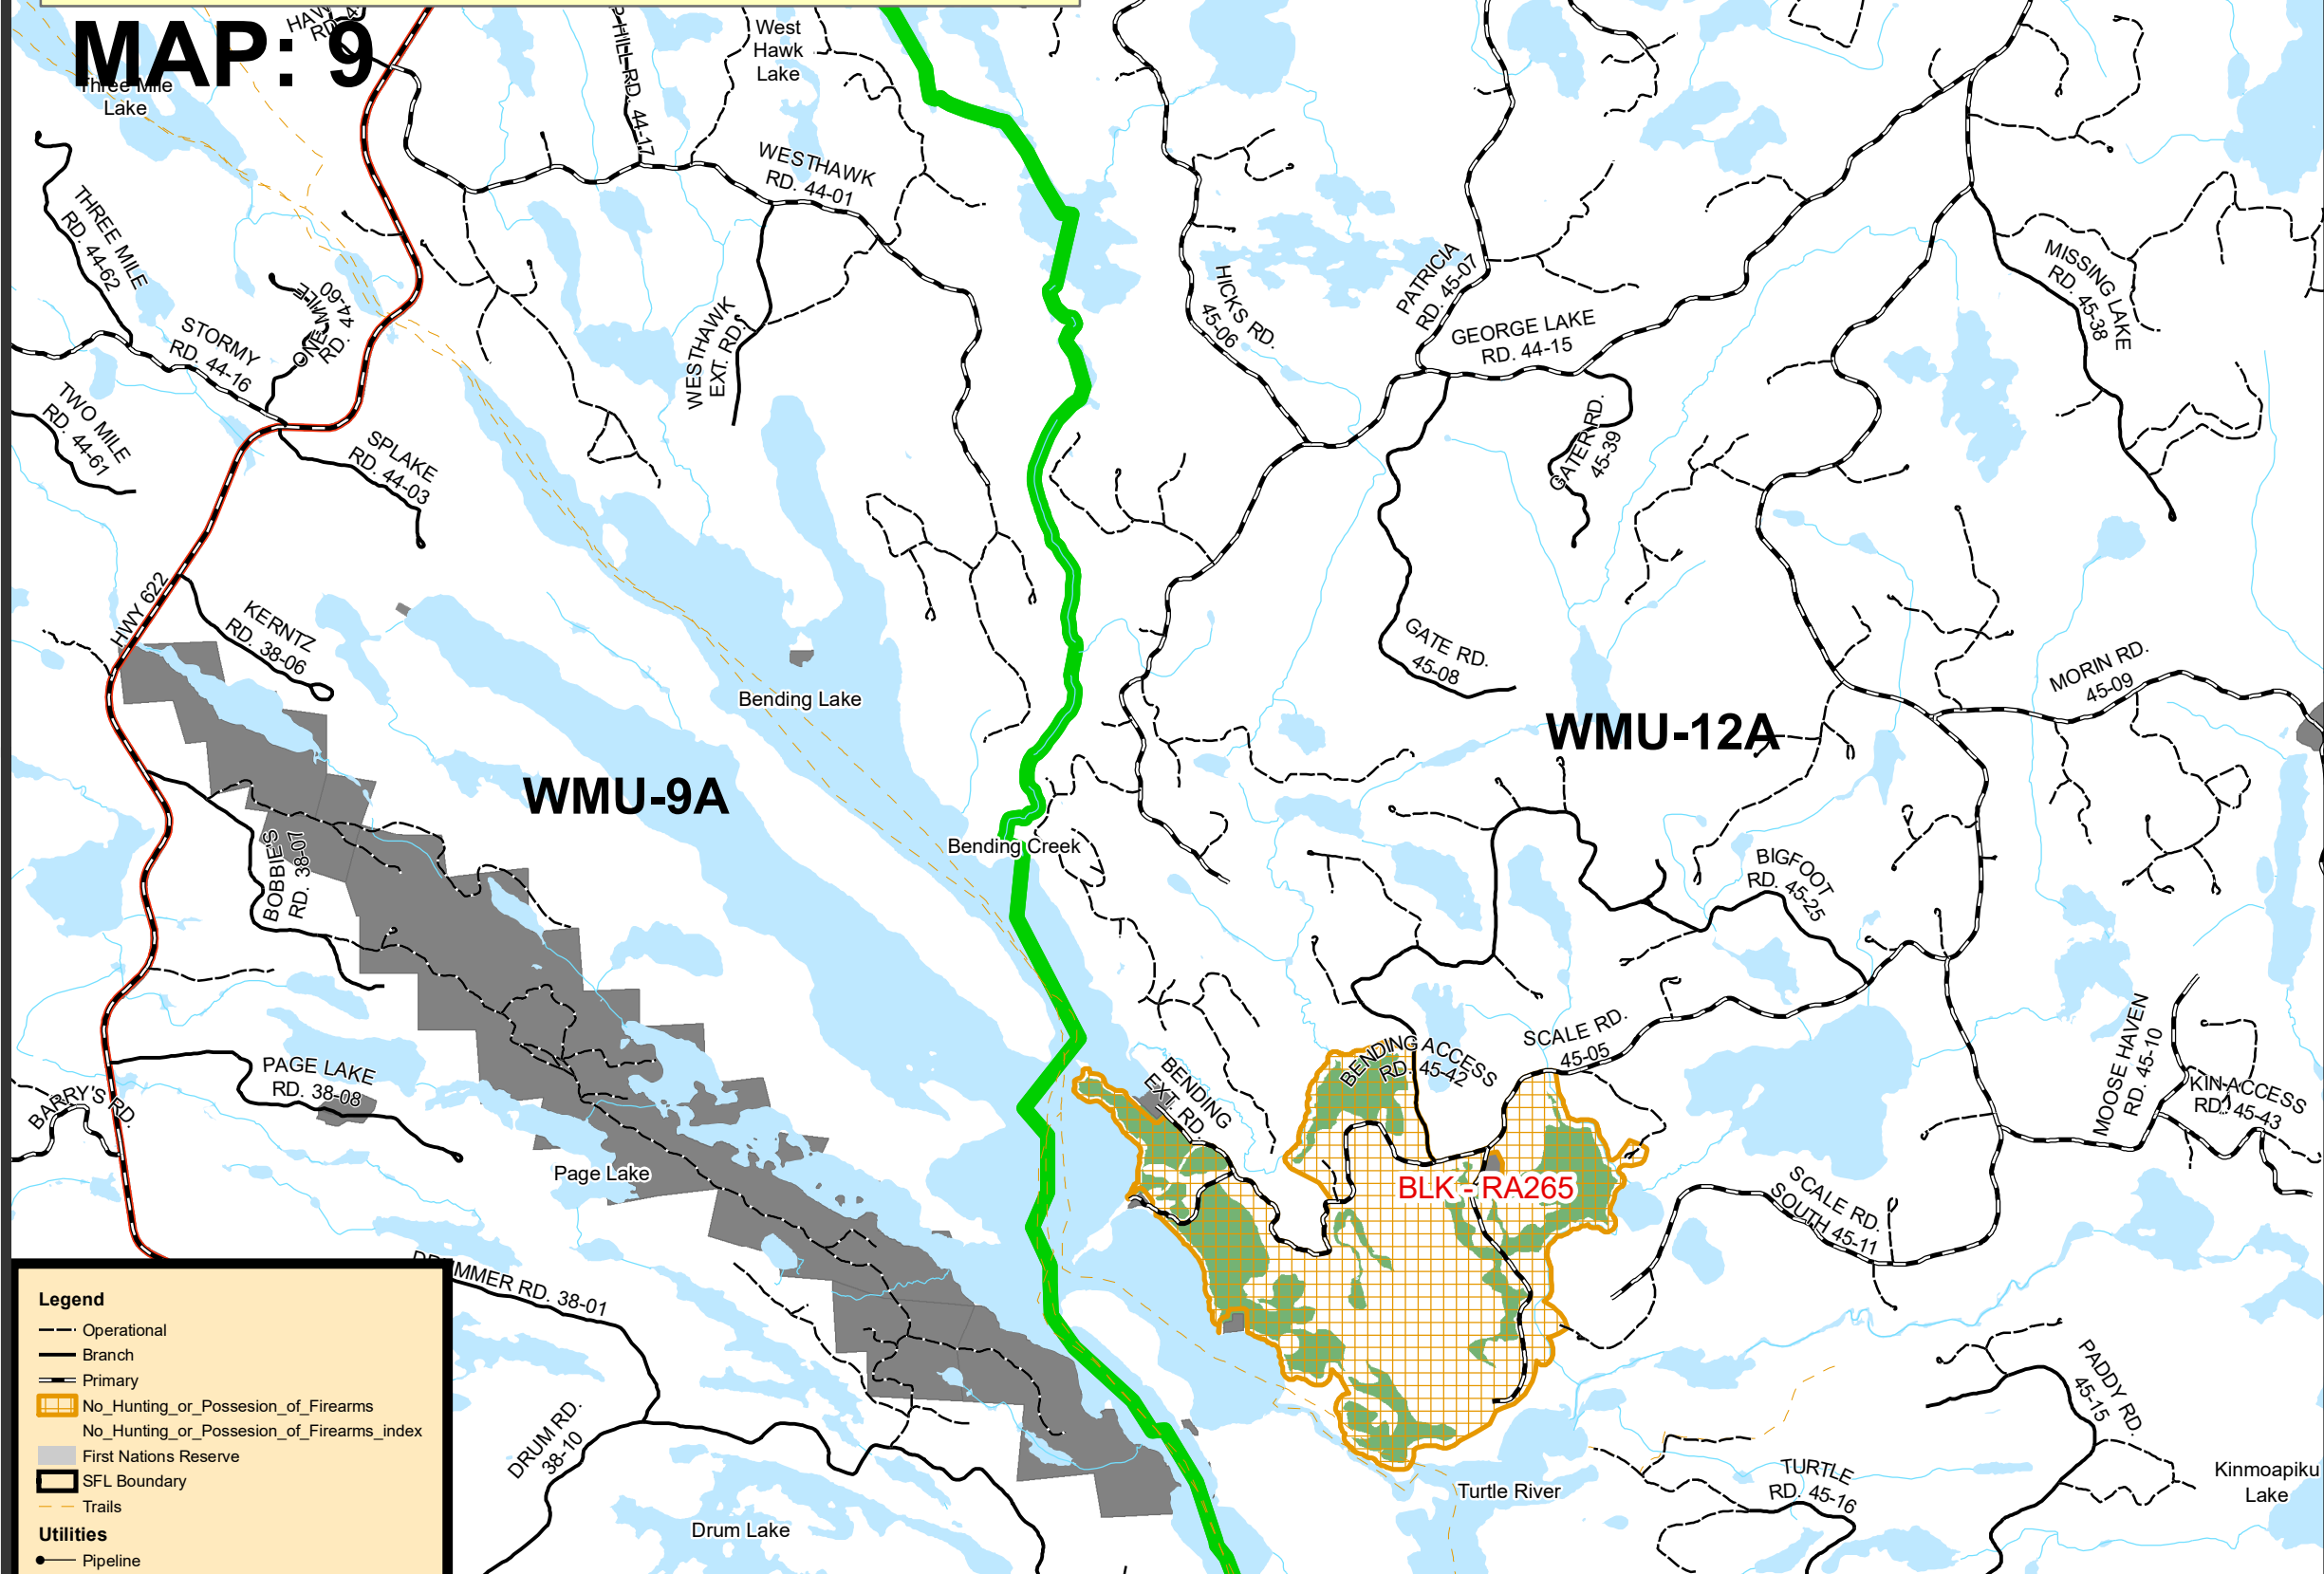 MAP: 9
HAW
RD. 4
P HILL RD. 44-17
West
Hawk
Lake
Three Mile
Lake
WESTHAWK
RD. 44-01
THREE MILE
RD. 44-62
ONE MILE
RD. 44-60
STORMY
RD. 44-16
TWO MILE
RD. 44-61
SPLAKE
RD. 44-03
WESTHAWK
EXT. RD.
HICKS RD.
45-06
PATRICIA
RD. 45-07
GEORGE LAKE
RD. 44-15
MISSING LAKE
RD. 45-38
GATER RD.
45-39
HWY 622
KERNTZ
RD. 38-06
GATE RD.
45-08
MORIN RD.
45-09
Bending Lake
WMU-12A
WMU-9A
Bending Creek
BOBBIE'S
RD. 38-07
BIGFOOT
RD. 45-25
PAGE LAKE
RD. 38-08
BARRY'S RD.
BENDING
EXT. RD.
BENDING ACCESS
RD. 45-42
SCALE RD.
45-05
MOOSE HAVEN
RD. 45-10
KIN ACCESS
RD. 45-43
Page Lake
BLK - RA265
SCALE RD.
SOUTH 45-11
DRUMMER RD. 38-01
DRUM RD.
38-10
PADDY RD.
45-15
TURTLE
RD. 45-16
Turtle River
Kinmoapiku
Lake
Drum Lake
Legend
Operational
Branch
Primary
No_Hunting_or_Possesion_of_Firearms
No_Hunting_or_Possesion_of_Firearms_index
First Nations Reserve
SFL Boundary
Trails
Utilities
Pipeline